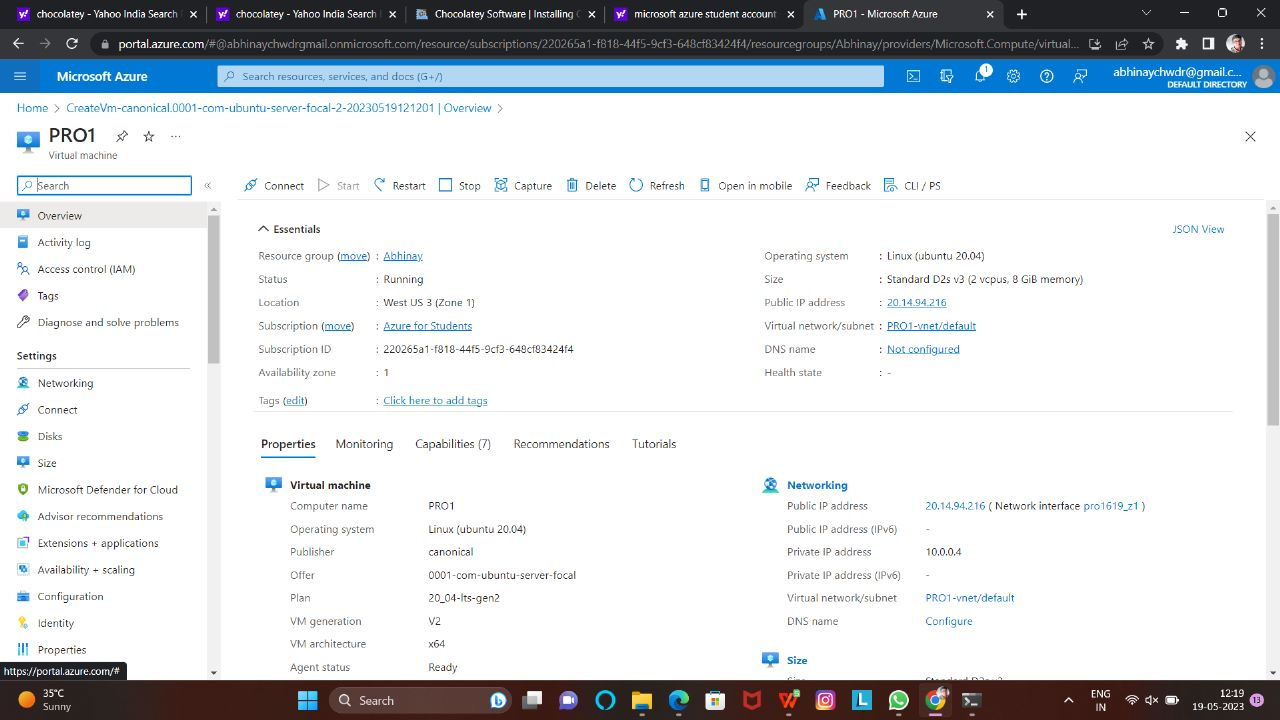 chocolatey - Yahoo India Search
chocolatey - Yahoo India Search
Chocolatey Software | Installing C
microsoft azure student account
PRO1 - Microsoft Azure
portal.azure.com/#@abhinaychwdrgmail.onmicrosoft.com/resource/subscriptions/220265a1-f818-44f5-9cf3-648cf83424f4/resourcegroups/Abhinay/providers/Microsoft.Compute/virtual...
Microsoft Azure
Search resources, services, and docs (G+/)
1
abhinaychwdr@gmail.c...
DEFAULT DIRECTORY
Home > CreateVm-canonical.0001-com-ubuntu-server-focal-2-20230519121201 | Overview >
PRO1
Virtual machine
Search
Connect Start Restart Stop Capture Delete Refresh Open in mobile Feedback CLI / PS
Overview
Activity log
Access control (IAM)
Tags
Diagnose and solve problems
Settings
Networking
Connect
Disks
Size
Microsoft Defender for Cloud
Advisor recommendations
Extensions + applications
Availability + scaling
Configuration
Identity
Properties
https://portal.azure.com/#
Essentials
JSON View
Resource group (move) : Abhinay
Status : Running
Location : West US 3 (Zone 1)
Subscription (move) : Azure for Students
Subscription ID : 220265a1-f818-44f5-9cf3-648cf83424f4
Availability zone : 1
Tags (edit) : Click here to add tags
Operating system : Linux (ubuntu 20.04)
Size : Standard D2s v3 (2 vcpus, 8 GiB memory)
Public IP address : 20.14.94.216
Virtual network/subnet : PRO1-vnet/default
DNS name : Not configured
Health state : -
Properties Monitoring Capabilities (7) Recommendations Tutorials
Virtual machine
Computer name PRO1
Operating system Linux (ubuntu 20.04)
Publisher canonical
Offer 0001-com-ubuntu-server-focal
Plan 20_04-lts-gen2
VM generation V2
VM architecture x64
Agent status Ready
Networking
Public IP address 20.14.94.216 ( Network interface pro1619_z1 )
Public IP address (IPv6) -
Private IP address 10.0.0.4
Private IP address (IPv6) -
Virtual network/subnet PRO1-vnet/default
DNS name Configure
Size
35°C
Sunny
Search
ENG
IN
12:19
19-05-2023
13